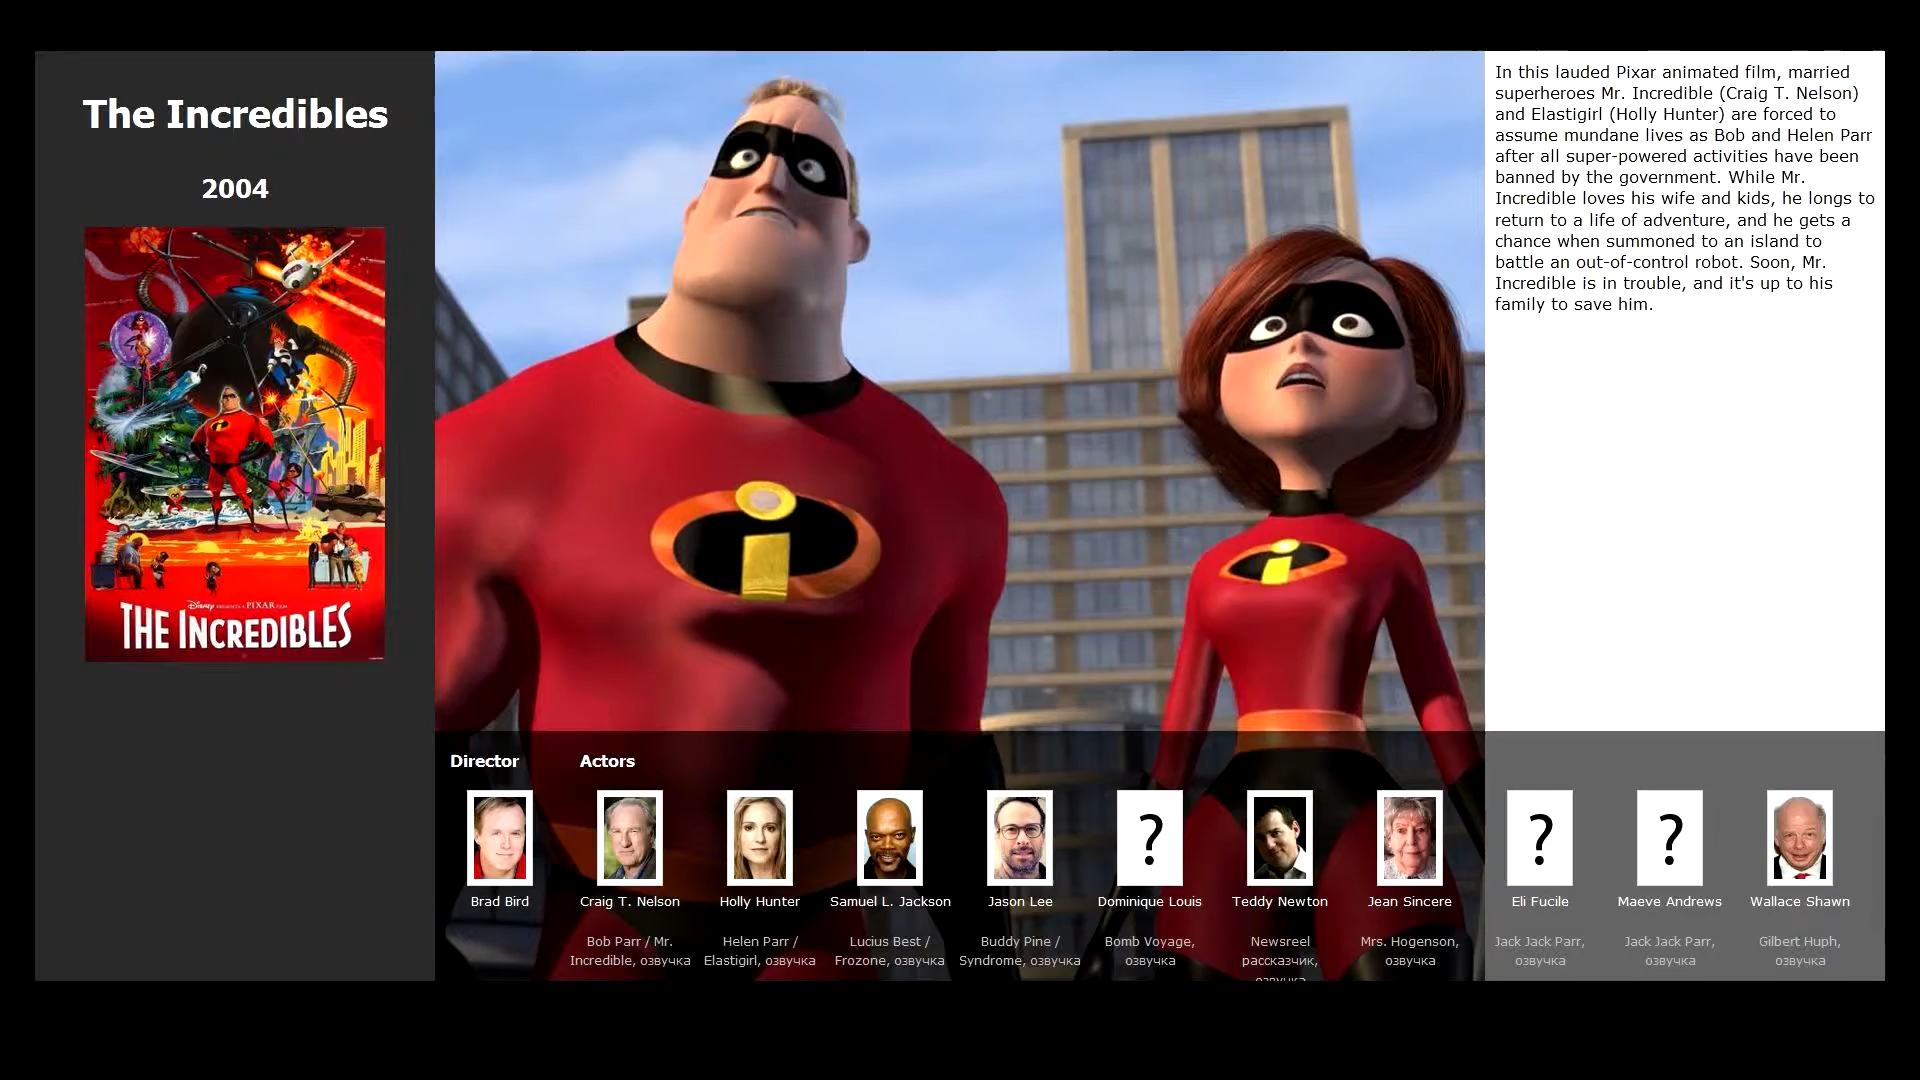 The Incredibles
2004
Disney PRESENTS A PIXAR FILM
THE INCREDIBLES
In this lauded Pixar animated film, married
superheroes Mr. Incredible (Craig T. Nelson)
and Elastigirl (Holly Hunter) are forced to
assume mundane lives as Bob and Helen Parr
after all super-powered activities have been
banned by the government. While Mr.
Incredible loves his wife and kids, he longs to
return to a life of adventure, and he gets a
chance when summoned to an island to
battle an out-of-control robot. Soon, Mr.
Incredible is in trouble, and it's up to his
family to save him.
Director
Actors
Brad Bird
Craig T. Nelson
Bob Parr / Mr.
Incredible, озвучка
Holly Hunter
Helen Parr /
Elastigirl, озвучка
Samuel L. Jackson
Lucius Best /
Frozone, озвучка
Jason Lee
Buddy Pine /
Syndrome, озвучка
?
Dominique Louis
Bomb Voyage,
озвучка
Teddy Newton
Newsreel
рассказчик,
озвучка
Jean Sincere
Mrs. Hogenson,
озвучка
?
Eli Fucile
Jack Jack Parr,
озвучка
?
Maeve Andrews
Jack Jack Parr,
озвучка
Wallace Shawn
Gilbert Huph,
озвучка